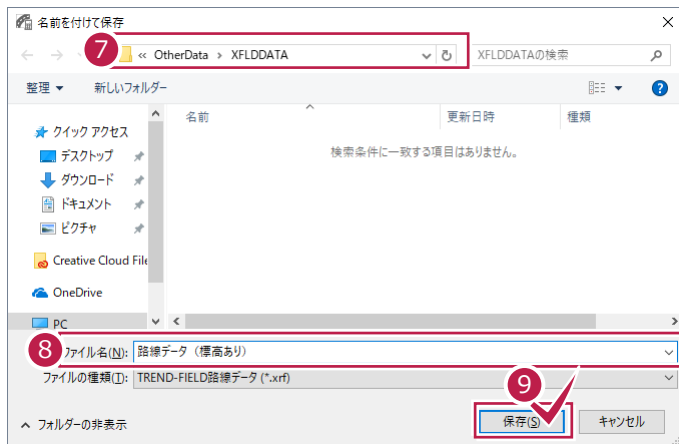 名前を付けて保存
7
« OtherData › XFLDDATA
XFLDDATAの検索
整理 新しいフォルダー
名前 更新日時 種類
検索条件に一致する項目はありません。
クイック アクセス
デスクトップ
ダウンロード
ドキュメント
ピクチャ
Creative Cloud File
OneDrive
PC
8
ファイル名(N): 路線データ（標高あり）
ファイルの種類(T): TREND-FIELD路線データ (*.xrf)
9
フォルダーの非表示 保存(S) キャンセル